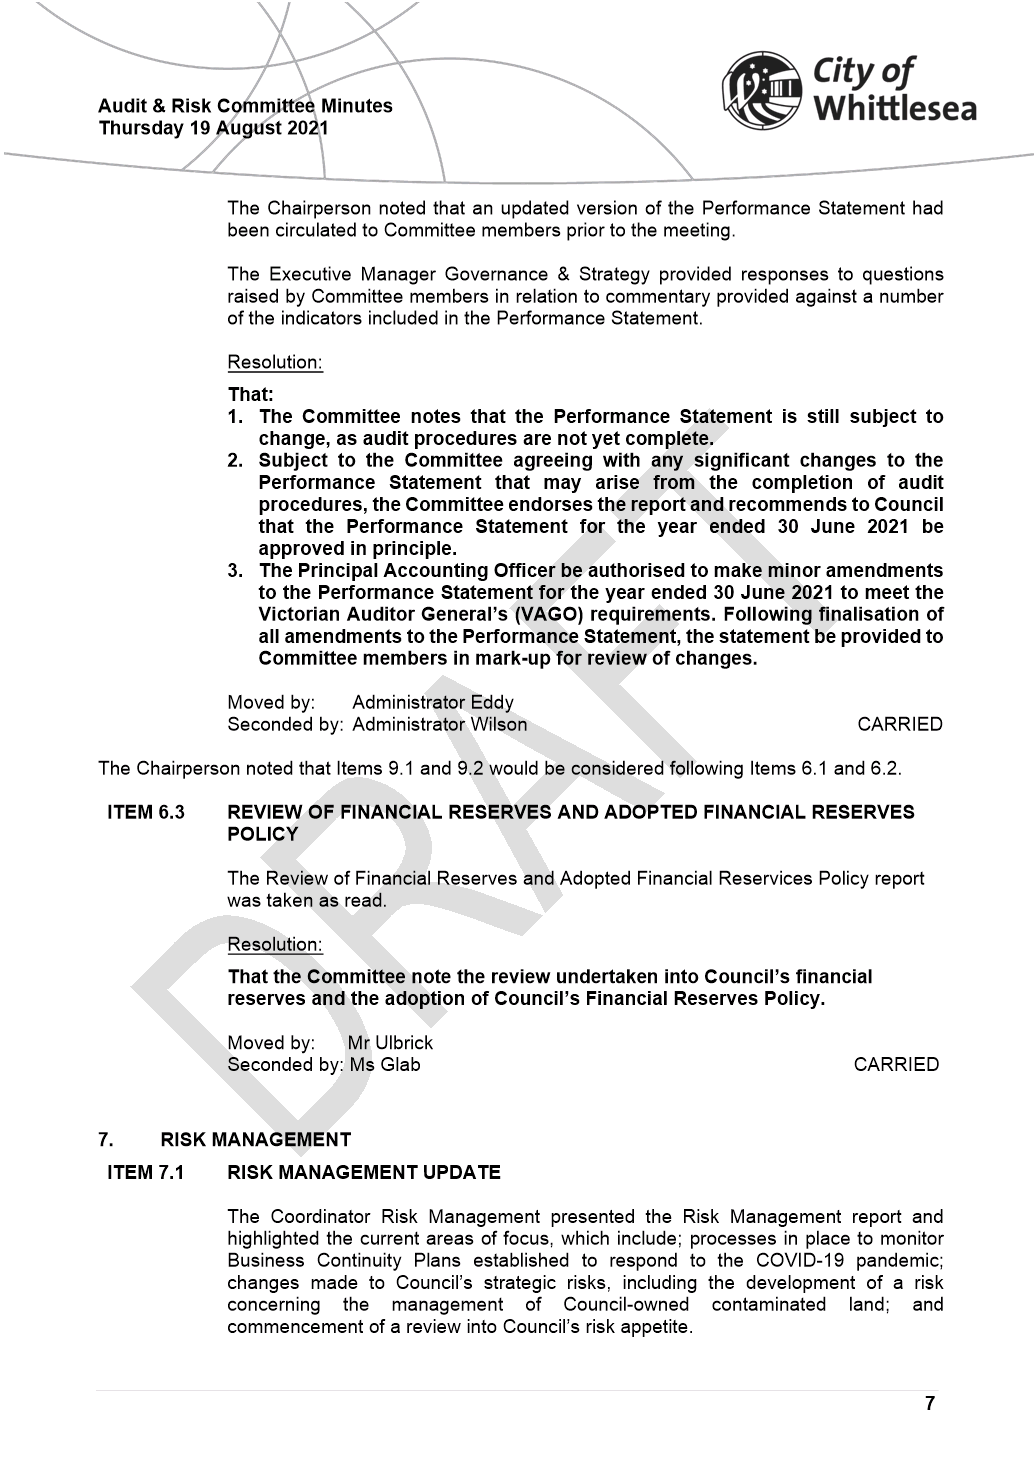 Audit & Risk Committee Minutes
Thursday 19 August 2021
City of
Whittlesea
The Chairperson noted that an updated version of the Performance Statement had
been circulated to Committee members prior to the meeting.
The Executive Manager Governance & Strategy provided responses to questions
raised by Committee members in relation to commentary provided against a number
of the indicators included in the Performance Statement.
Resolution:
That:
1. The Committee notes that the Performance Statement is still subject to
change, as audit procedures are not yet complete.
2. Subject to the Committee agreeing with any significant changes to the
Performance Statement that may arise from the completion of audit
procedures, the Committee endorses the report and recommends to Council
that the Performance Statement for the year ended 30 June 2021 be
approved in principle.
3. The Principal Accounting Officer be authorised to make minor amendments
to the Performance Statement for the year ended 30 June 2021 to meet the
Victorian Auditor General's (VAGO) requirements. Following finalisation of
all amendments to the Performance Statement, the statement be provided to
Committee members in mark-up for review of changes.
Moved by: Administrator Eddy
Seconded by: Administrator Wilson CARRIED
The Chairperson noted that Items 9.1 and 9.2 would be considered following Items 6.1 and 6.2.
ITEM 6.3 REVIEW OF FINANCIAL RESERVES AND ADOPTED FINANCIAL RESERVES
POLICY
The Review of Financial Reserves and Adopted Financial Reservices Policy report
was taken as read.
Resolution:
That the Committee note the review undertaken into Council's financial
reserves and the adoption of Council's Financial Reserves Policy.
Moved by: Mr Ulbrick
Seconded by: Ms Glab CARRIED
7. RISK MANAGEMENT
ITEM 7.1 RISK MANAGEMENT UPDATE
The Coordinator Risk Management presented the Risk Management report and
highlighted the current areas of focus, which include; processes in place to monitor
Business Continuity Plans established to respond to the COVID-19 pandemic;
changes made to Council's strategic risks, including the development of a risk
concerning the management of Council-owned contaminated land; and
commencement of a review into Council's risk appetite.
7
DRAFT